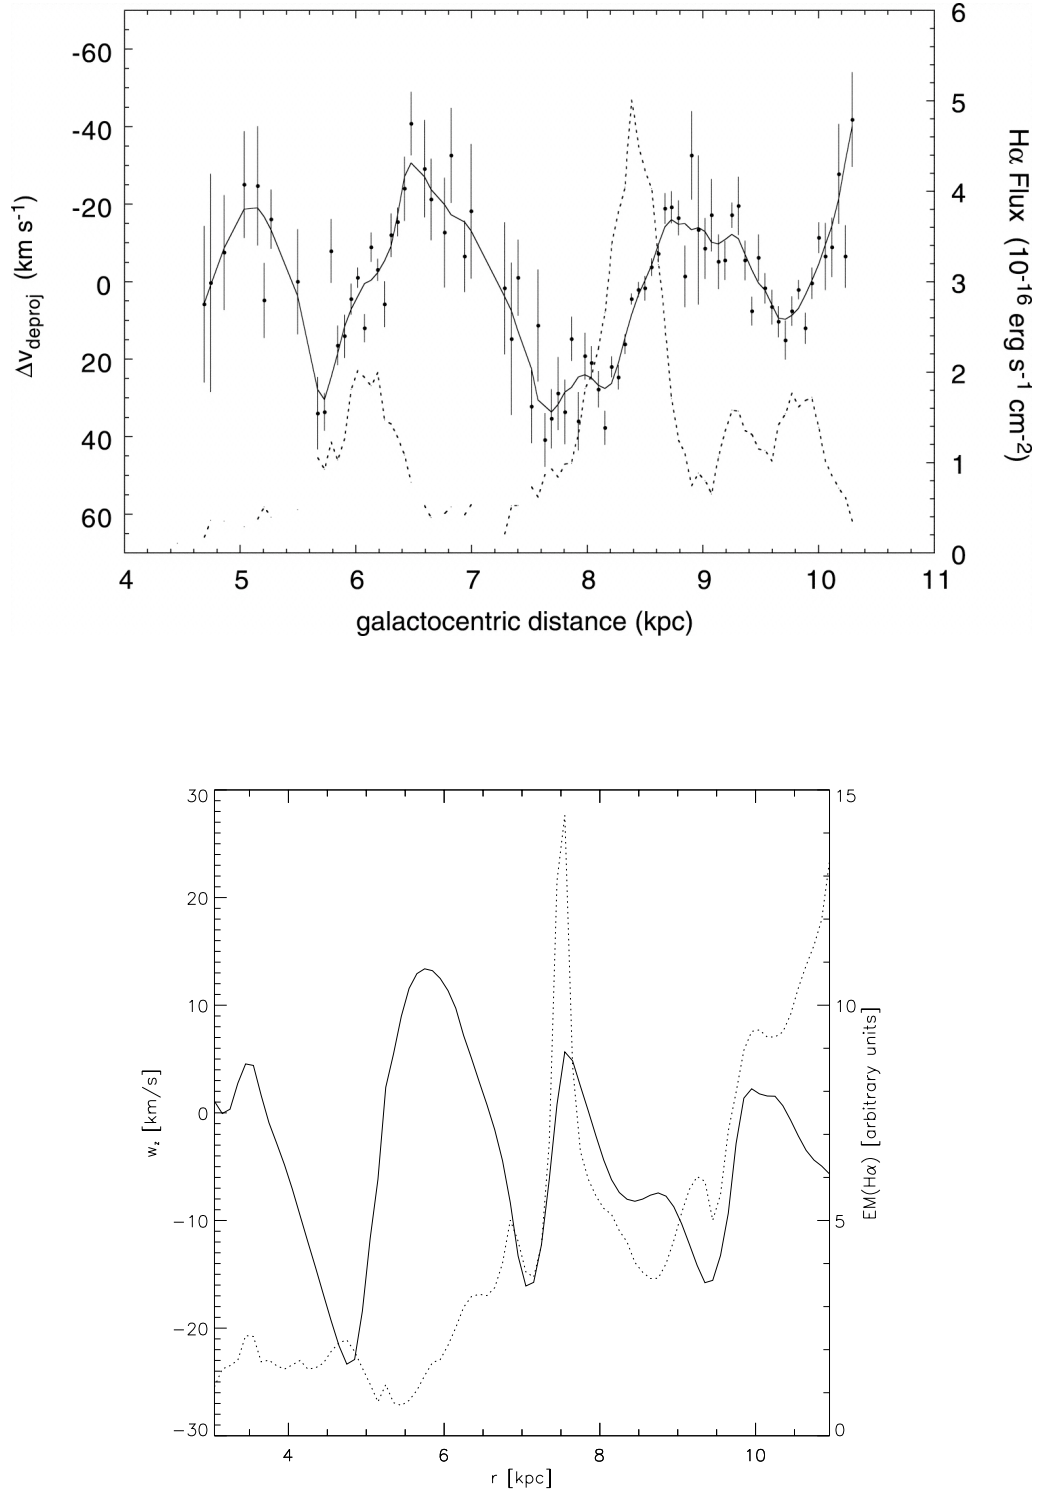 6
-60
5
-40
4
-20
Δv_deproj (km s⁻¹)
0
3
Hα Flux (10⁻¹⁶ erg s⁻¹ cm⁻²)
20
2
40
1
60
0
4 5 6 7 8 9 10 11
galactocentric distance (kpc)
30 15
20
10 10
w_z [km/s]
0
EM(Hα) [arbitrary units]
−10 5
−20
−30 0
4 6 8 10
r [kpc]